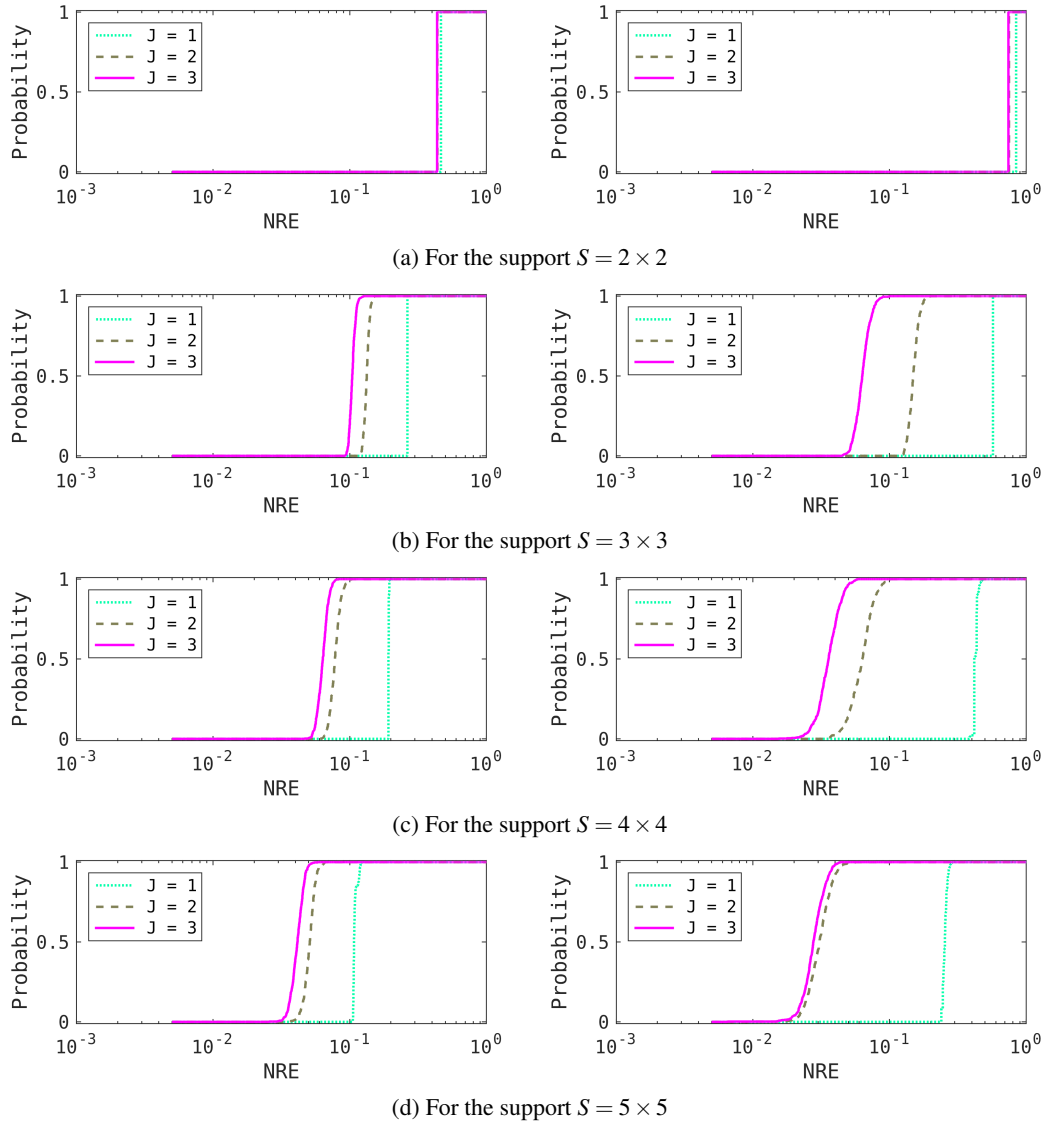 Probability
1
0.5
0
J = 1
J = 2
J = 3
10^-3 10^-2 10^-1 10^0
NRE
Probability
1
0.5
0
J = 1
J = 2
J = 3
10^-3 10^-2 10^-1 10^0
NRE
(a) For the support S = 2 × 2
Probability
1
0.5
0
J = 1
J = 2
J = 3
10^-3 10^-2 10^-1 10^0
NRE
Probability
1
0.5
0
J = 1
J = 2
J = 3
10^-3 10^-2 10^-1 10^0
NRE
(b) For the support S = 3 × 3
Probability
1
0.5
0
J = 1
J = 2
J = 3
10^-3 10^-2 10^-1 10^0
NRE
Probability
1
0.5
0
J = 1
J = 2
J = 3
10^-3 10^-2 10^-1 10^0
NRE
(c) For the support S = 4 × 4
Probability
1
0.5
0
J = 1
J = 2
J = 3
10^-3 10^-2 10^-1 10^0
NRE
Probability
1
0.5
0
J = 1
J = 2
J = 3
10^-3 10^-2 10^-1 10^0
NRE
(d) For the support S = 5 × 5